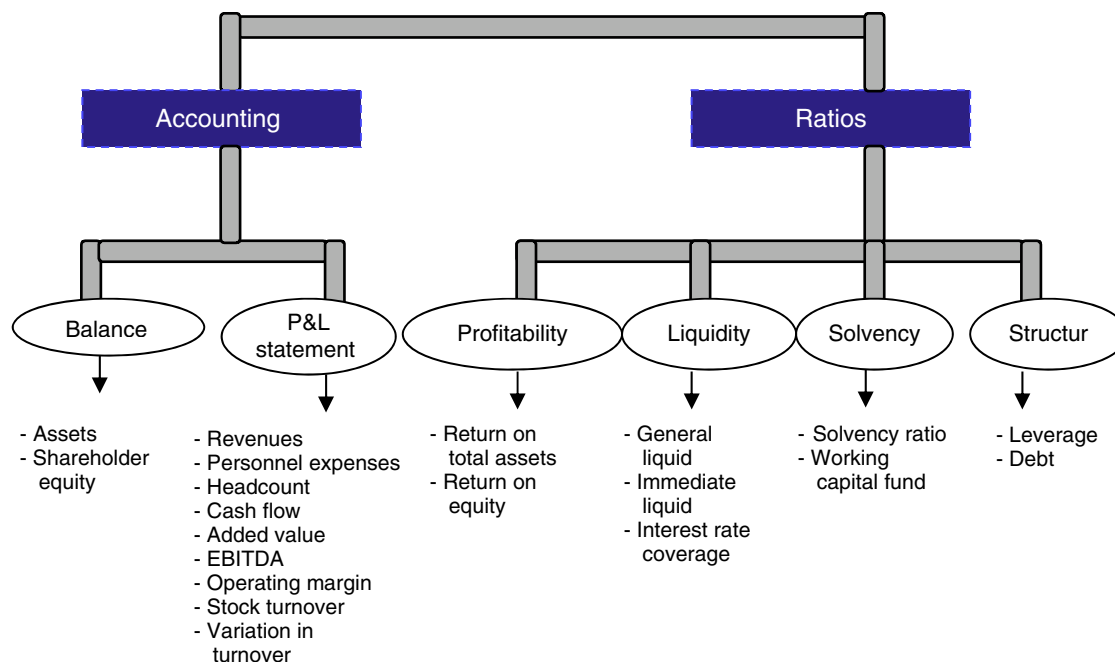 Accounting
Ratios
Balance
P&L
statement
Profitability
Liquidity
Solvency
Structur
- Assets
- Shareholder
equity
- Revenues
- Personnel expenses
- Headcount
- Cash flow
- Added value
- EBITDA
- Operating margin
- Stock turnover
- Variation in
turnover
- Return on
total assets
- Return on
equity
- General
liquid
- Immediate
liquid
- Interest rate
coverage
- Solvency ratio
- Working
capital fund
- Leverage
- Debt